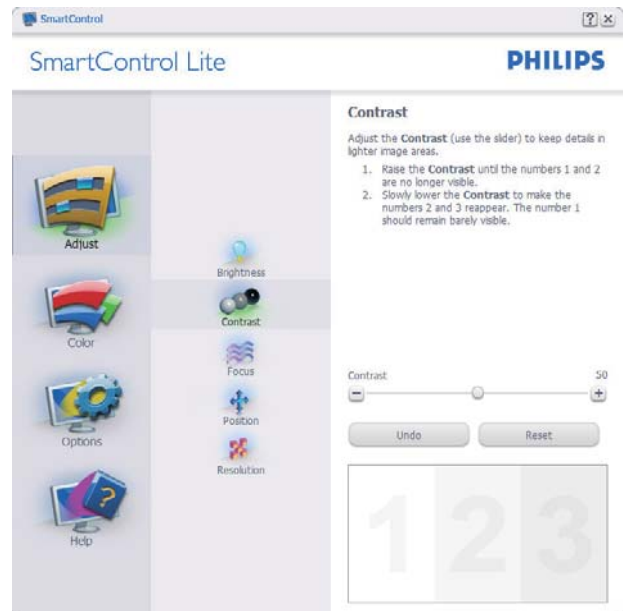 SmartControl
SmartControl Lite
PHILIPS
Adjust
Color
Options
Help
Brightness
Contrast
Focus
Position
Resolution
Contrast
Adjust the Contrast (use the slider) to keep details in
lighter image areas.
1. Raise the Contrast until the numbers 1 and 2
are no longer visible.
2. Slowly lower the Contrast to make the
numbers 2 and 3 reappear. The number 1
should remain barely visible.
Contrast 50
Undo Reset
1 2 3